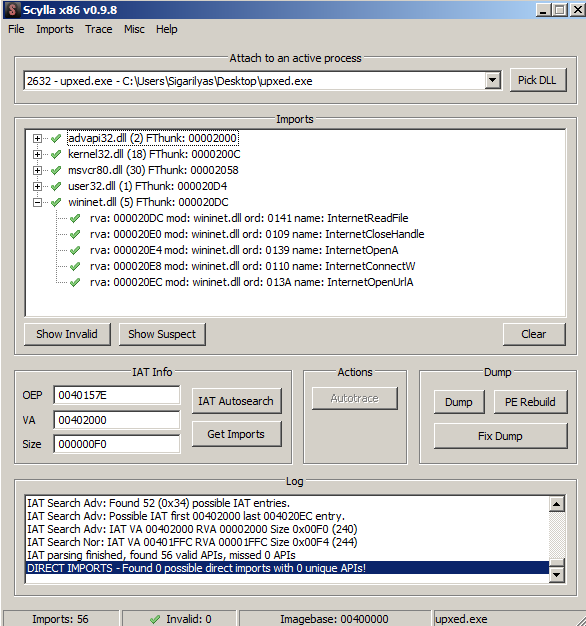 Scylla x86 v0.9.8
File Imports Trace Misc Help
Attach to an active process
2632 - upxed.exe - C:\Users\Sigarilyas\Desktop\upxed.exe
Pick DLL
Imports
advapi32.dll (2) FThunk: 00002000
kernel32.dll (18) FThunk: 0000200C
msvcr80.dll (30) FThunk: 00002058
user32.dll (1) FThunk: 000020D4
wininet.dll (5) FThunk: 000020DC
rva: 000020DC mod: wininet.dll ord: 0141 name: InternetReadFile
rva: 000020E0 mod: wininet.dll ord: 0109 name: InternetCloseHandle
rva: 000020E4 mod: wininet.dll ord: 0139 name: InternetOpenA
rva: 000020E8 mod: wininet.dll ord: 0110 name: InternetConnectW
rva: 000020EC mod: wininet.dll ord: 013A name: InternetOpenUrlA
Show Invalid Show Suspect Clear
IAT Info
OEP 0040157E
VA 00402000
Size 000000F0
IAT Autosearch
Get Imports
Actions
Autotrace
Dump
Dump PE Rebuild
Fix Dump
Log
IAT Search Adv: Found 52 (0x34) possible IAT entries.
IAT Search Adv: Possible IAT first 00402000 last 004020EC entry.
IAT Search Adv: IAT VA 00402000 RVA 00002000 Size 0x00F0 (240)
IAT Search Nor: IAT VA 00401FFC RVA 00001FFC Size 0x00F4 (244)
IAT parsing finished, found 56 valid APIs, missed 0 APIs
DIRECT IMPORTS - Found 0 possible direct imports with 0 unique APIs!
Imports: 56 Invalid: 0 Imagebase: 00400000 upxed.exe